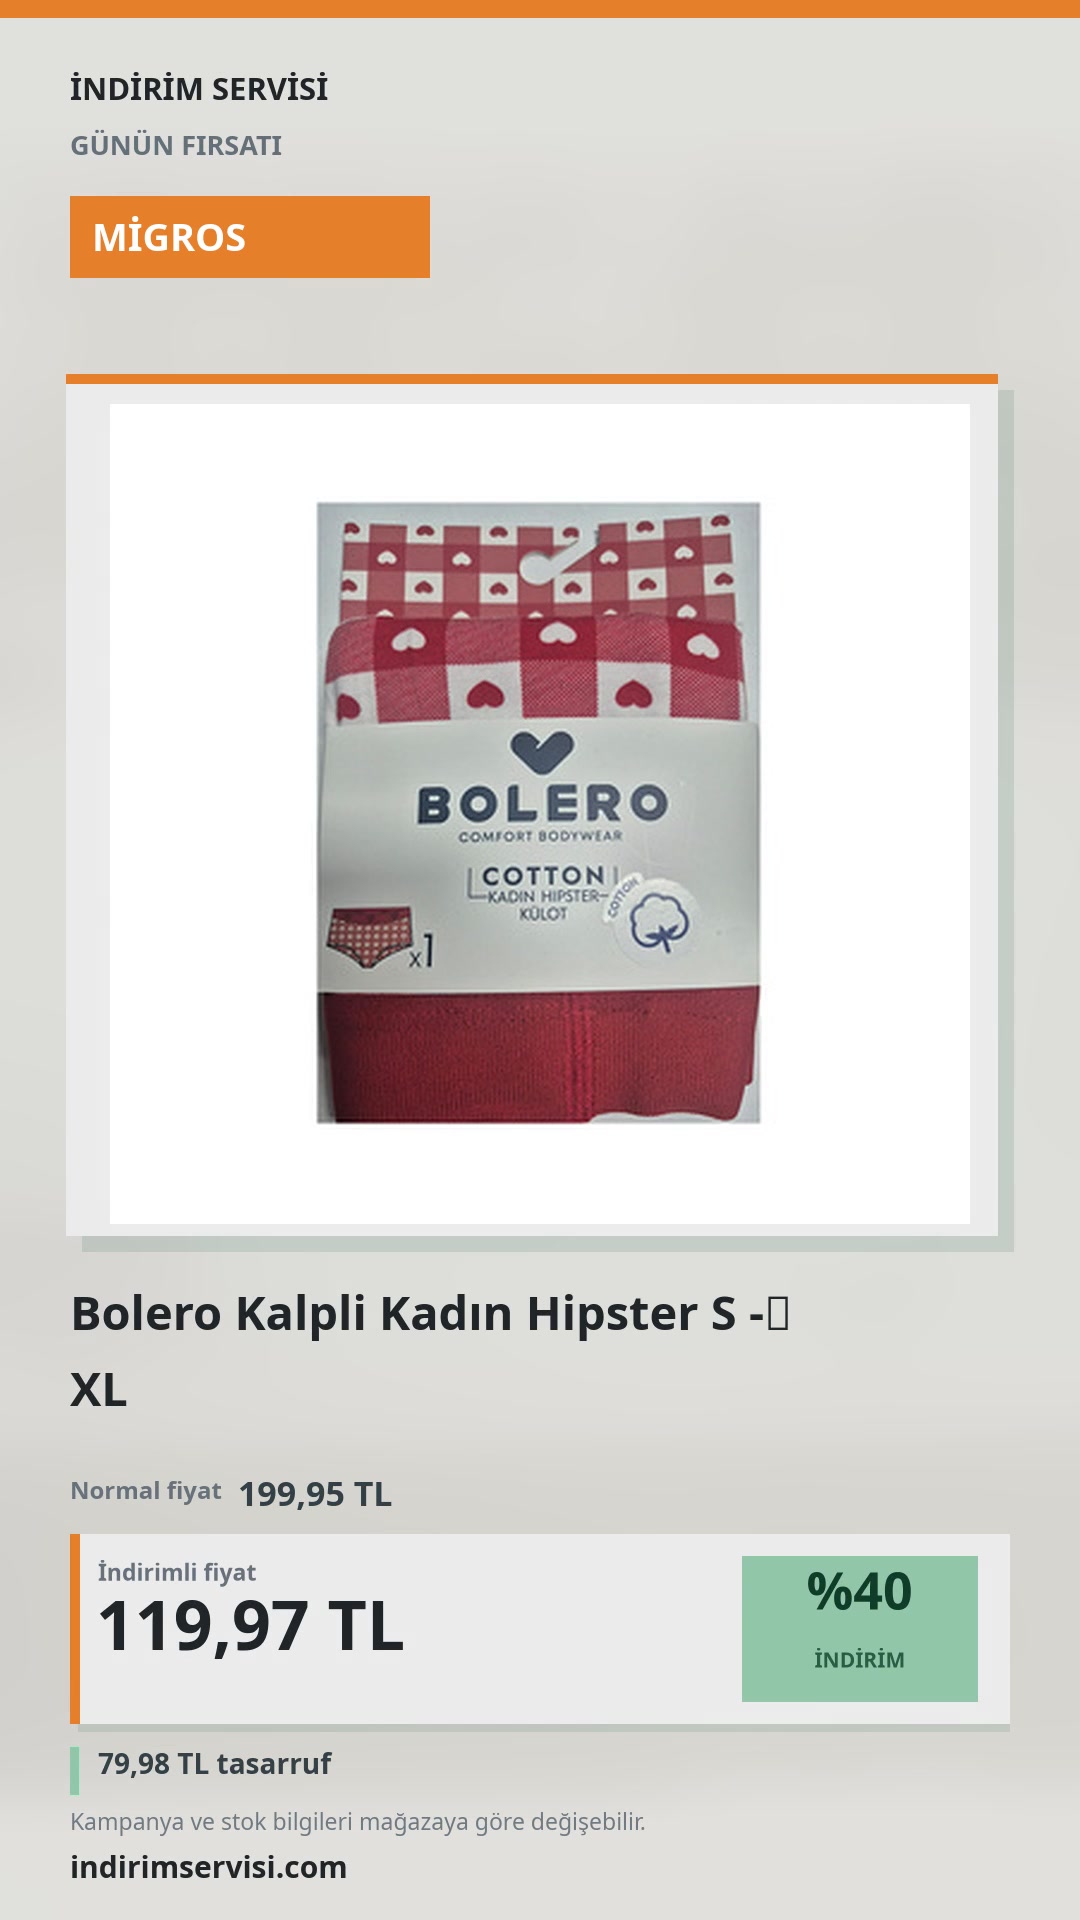 İNDİRİM SERVİSİ
GÜNÜN FIRSATI
MİGROS
BOLERO
COMFORT BODYWEAR
COTTON
KADIN HIPSTER
KÜLOT
COTTON
x1
Bolero Kalpli Kadın Hipster S -
XL
Normal fiyat 199,95 TL
İndirimli fiyat
119,97 TL
%40
İNDİRİM
79,98 TL tasarruf
Kampanya ve stok bilgileri mağazaya göre değişebilir.
indirimservisi.com